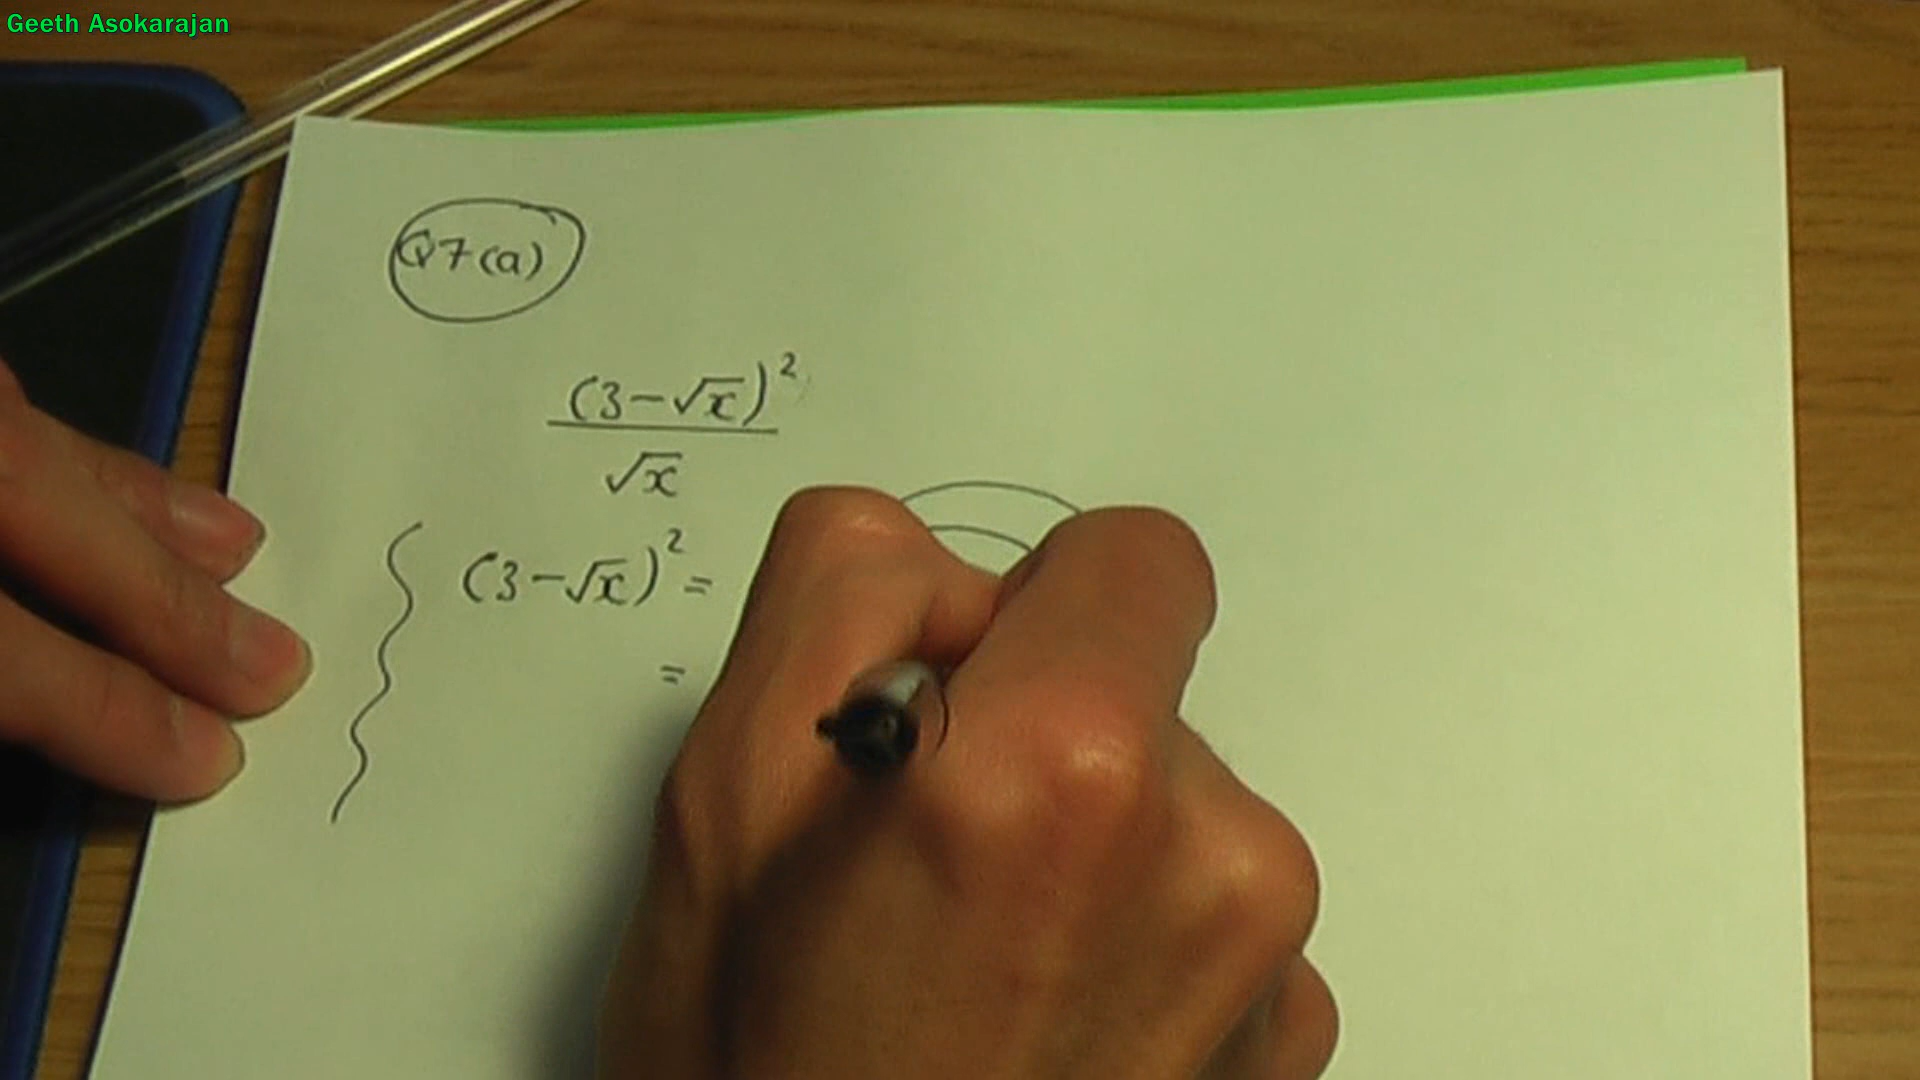 Geeth Asokarajan
Q7(a)
(3-√x)²
√x
(3-√x)² =
=